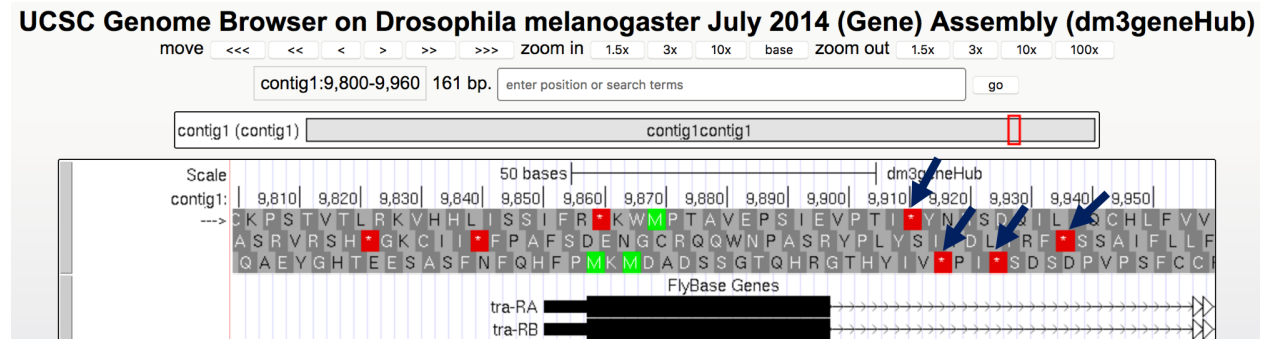 UCSC Genome Browser on Drosophila melanogaster July 2014 (Gene) Assembly (dm3geneHub)
move <<< << < > >> >>> zoom in 1.5x 3x 10x base zoom out 1.5x 3x 10x 100x
contig1:9,800-9,960 161 bp. enter position or search terms go
contig1 (contig1) contig1contig1
Scale 50 bases dm3geneHub
contig1: 9,810 9,820 9,830 9,840 9,850 9,860 9,870 9,880 9,890 9,900 9,910 9,920 9,930 9,940 9,950
---> C K P S T V T L R K V H H L I S S I F R * K W M P T A V E P S I E V P T I * Y N S D Q I L Q C H L F V V
A S R V R S H * G K C I I * F P A F S D E N G C R Q Q W N P A S R Y P L Y S I D L R F * S S A I F L L F
Q A E Y G H T E E S A S F N F Q H F P M K M D A D S S G T Q H R G T H Y I V * P I * S D S D P V P S F C C
FlyBase Genes
tra-RA
tra-RB